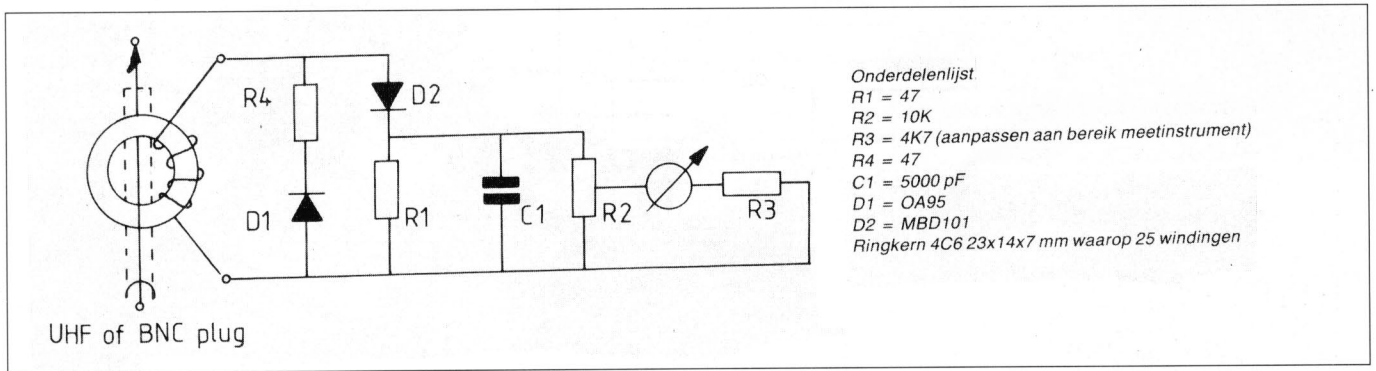 R4
D2
D1
R1
C1
R2
R3
UHF of BNC plug
Onderdelenlijst
R1 = 47
R2 = 10K
R3 = 4K7 (aanpassen aan bereik meetinstrument)
R4 = 47
C1 = 5000 pF
D1 = OA95
D2 = MBD101
Ringkern 4C6 23x14x7 mm waarop 25 windingen